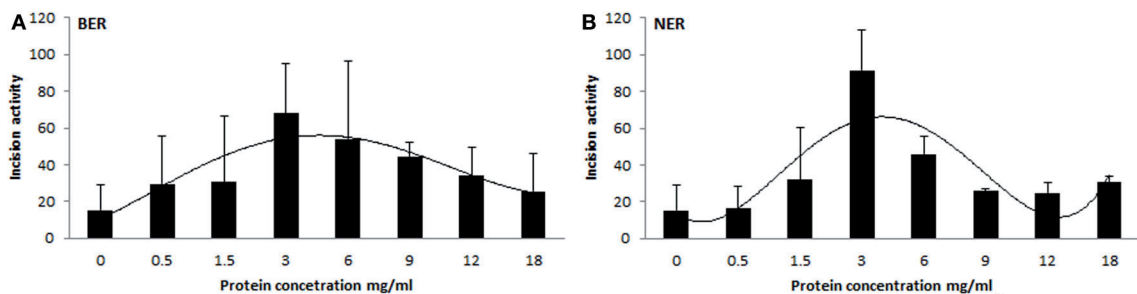 A
BER
120
100
80
60
40
20
0
Incision activity
0 0.5 1.5 3 6 9 12 18
Protein concetration mg/ml
B
NER
120
100
80
60
40
20
0
Incision activity
0 0.5 1.5 3 6 9 12 18
Protein concentration mg/ml